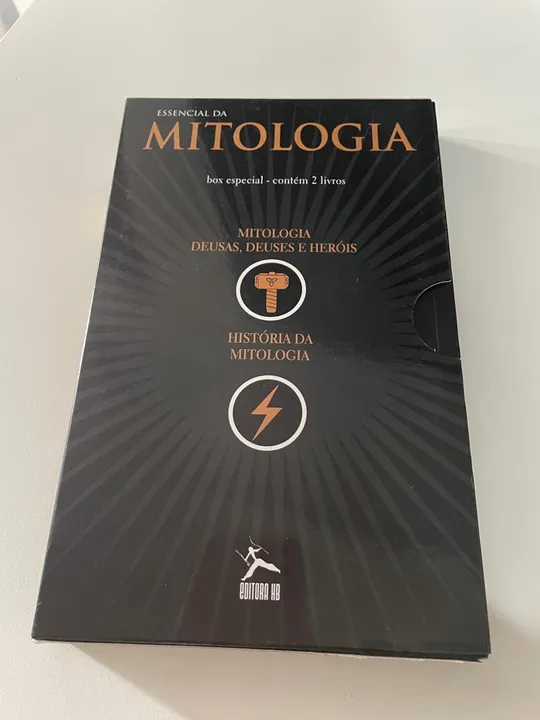 ESSENCIAL DA
MITOLOGIA
box especial - contém 2 livros
MITOLOGIA
DEUSAS, DEUSES E HERÓIS
HISTÓRIA DA
MITOLOGIA
EDITORA HB